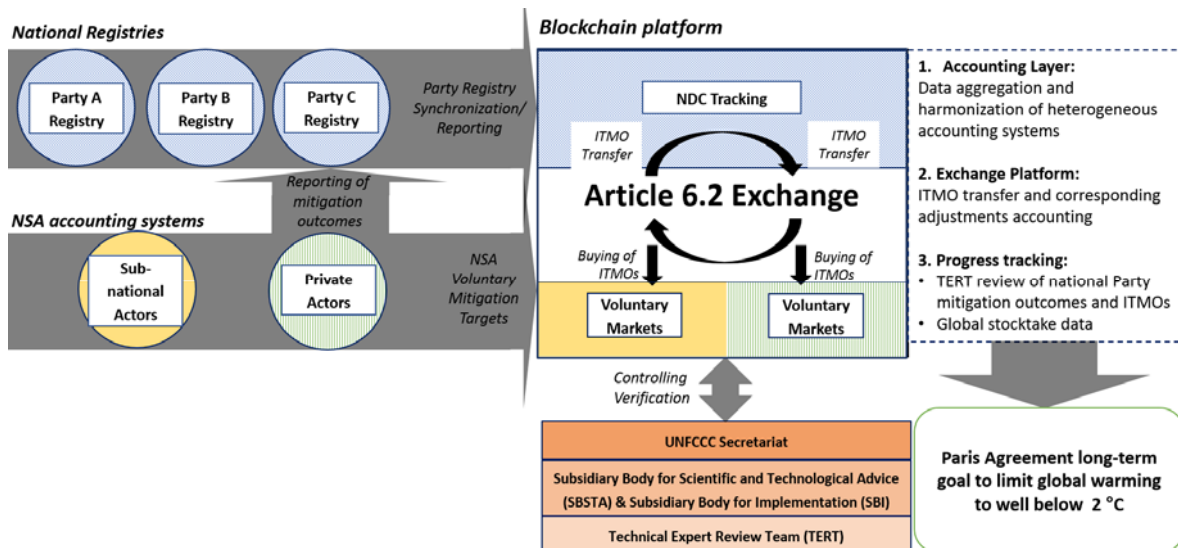 National Registries
Party A
Registry
Party B
Registry
Party C
Registry
Party Registry
Synchronization/
Reporting
Reporting of
mitigation
outcomes
NSA accounting systems
Sub-
national
Actors
Private
Actors
NSA
Voluntary
Mitigation
Targets
Blockchain platform
NDC Tracking
ITMO
Transfer
ITMO
Transfer
Article 6.2 Exchange
Buying of
ITMOs
Buying of
ITMOs
Voluntary
Markets
Voluntary
Markets
Controlling
Verification
UNFCCC Secretariat
Subsidiary Body for Scientific and Technological Advice
(SBSTA) & Subsidiary Body for Implementation (SBI)
Technical Expert Review Team (TERT)
1. Accounting Layer:
Data aggregation and
harmonization of heterogeneous
accounting systems
2. Exchange Platform:
ITMO transfer and corresponding
adjustments accounting
3. Progress tracking:
• TERT review of national Party
mitigation outcomes and ITMOs
• Global stocktake data
Paris Agreement long-term
goal to limit global warming
to well below 2 °C